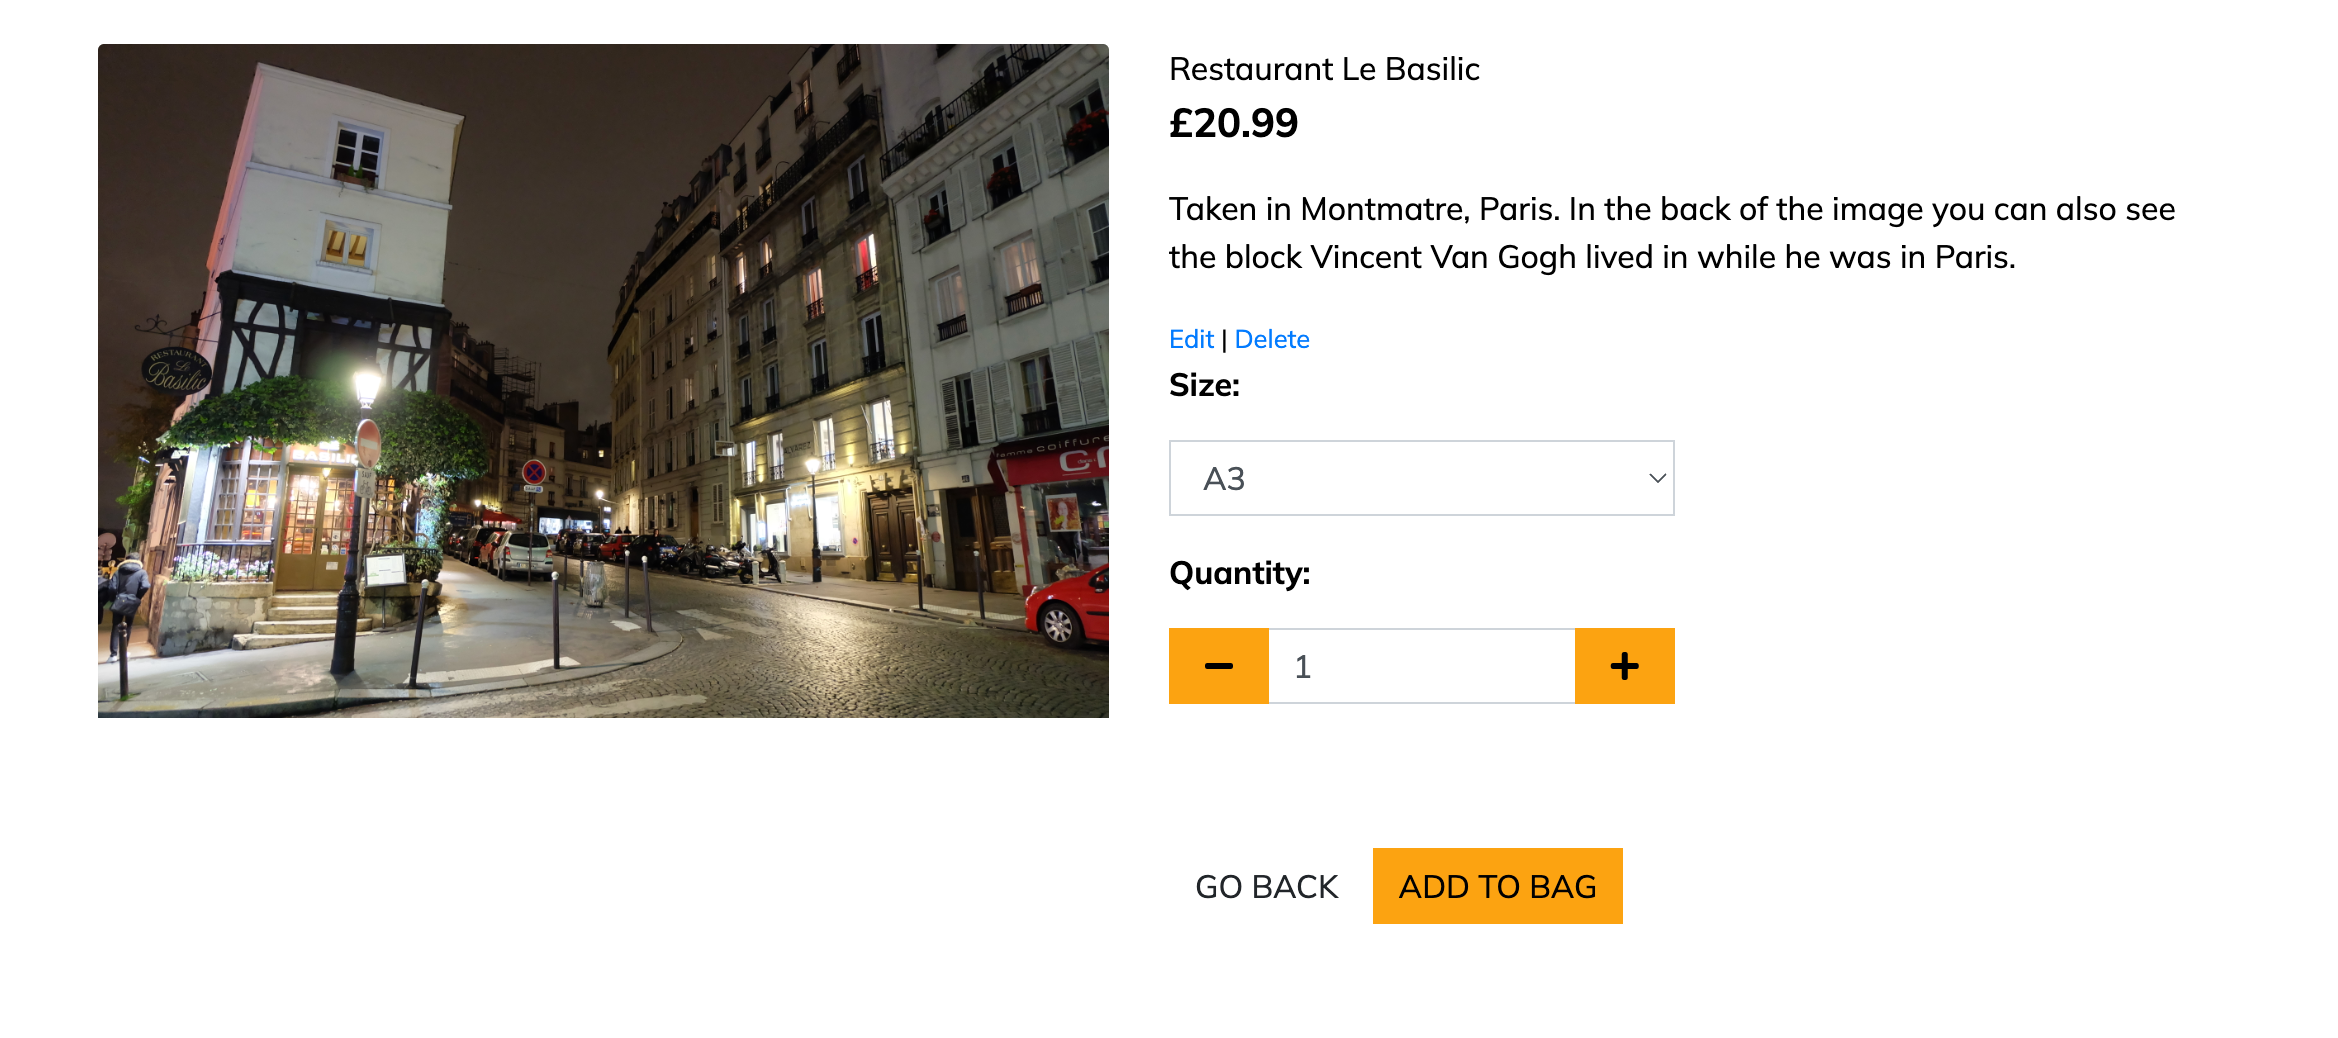 RESTAURANT
Le
Basilic
BASILIC
femme coiffure
Restaurant Le Basilic
£20.99
Taken in Montmatre, Paris. In the back of the image you can also see
the block Vincent Van Gogh lived in while he was in Paris.
Edit | Delete
Size:
A3
Quantity:
1
GO BACK
ADD TO BAG